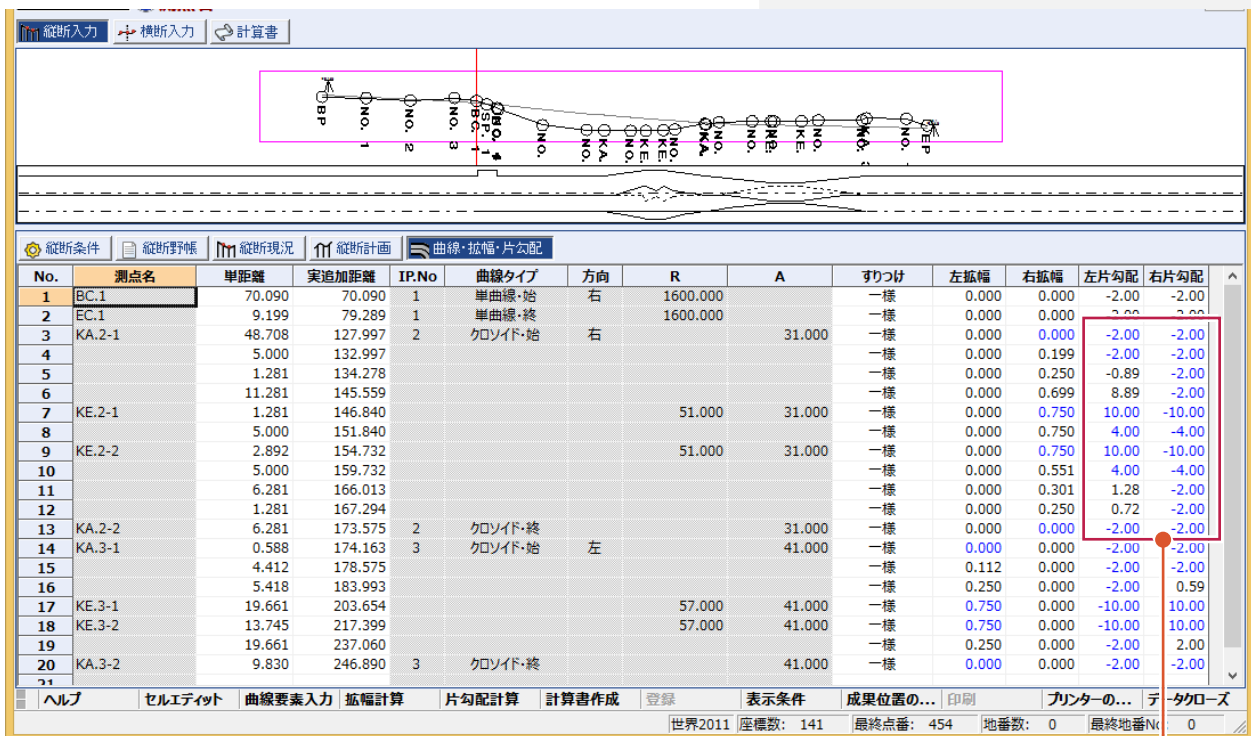 縦断入力 横断入力 計算書
BP NO. 1 NO. 2 NO. 3 BC. 1 SP. 1 NO. NO. KA. NO. KE. KE. NO. KA. NO. NO. KE. KE. NO. KA. NO. EP
縦断条件 縦断野帳 縦断現況 縦断計画 曲線・拡幅・片勾配
No. 測点名 単距離 実追加距離 IP.No 曲線タイプ 方向 R A すりつけ 左拡幅 右拡幅 左片勾配 右片勾配
1 BC.1 70.090 70.090 1 単曲線・始 右 1600.000 一様 0.000 0.000 -2.00 -2.00
2 EC.1 9.199 79.289 1 単曲線・終 1600.000 一様 0.000 0.000 -2.00 -2.00
3 KA.2-1 48.708 127.997 2 クロソイド・始 右 31.000 一様 0.000 0.000 -2.00 -2.00
4 5.000 132.997 一様 0.000 0.199 -2.00 -2.00
5 1.281 134.278 一様 0.000 0.250 -0.89 -2.00
6 11.281 145.559 一様 0.000 0.699 8.89 -2.00
7 KE.2-1 1.281 146.840 51.000 31.000 一様 0.000 0.750 10.00 -10.00
8 5.000 151.840 一様 0.000 0.750 4.00 -4.00
9 KE.2-2 2.892 154.732 51.000 31.000 一様 0.000 0.750 10.00 -10.00
10 5.000 159.732 一様 0.000 0.551 4.00 -4.00
11 6.281 166.013 一様 0.000 0.301 1.28 -2.00
12 1.281 167.294 一様 0.000 0.250 0.72 -2.00
13 KA.2-2 6.281 173.575 2 クロソイド・終 31.000 一様 0.000 0.000 -2.00 -2.00
14 KA.3-1 0.588 174.163 3 クロソイド・始 左 41.000 一様 0.000 0.000 -2.00 -2.00
15 4.412 178.575 一様 0.112 0.000 -2.00 -2.00
16 5.418 183.993 一様 0.250 0.000 -2.00 0.59
17 KE.3-1 19.661 203.654 57.000 41.000 一様 0.750 0.000 -10.00 10.00
18 KE.3-2 13.745 217.399 57.000 41.000 一様 0.750 0.000 -10.00 10.00
19 19.661 237.060 一様 0.250 0.000 -2.00 2.00
20 KA.3-2 9.830 246.890 3 クロソイド・終 41.000 一様 0.000 0.000 -2.00 -2.00
21
ヘルプ セルエディット 曲線要素入力 拡幅計算 片勾配計算 計算書作成 登録 表示条件 成果位置の... 印刷 プリンターの... データクローズ
世界2011 座標数: 141 最終点番: 454 地番数: 0 最終地番No: 0